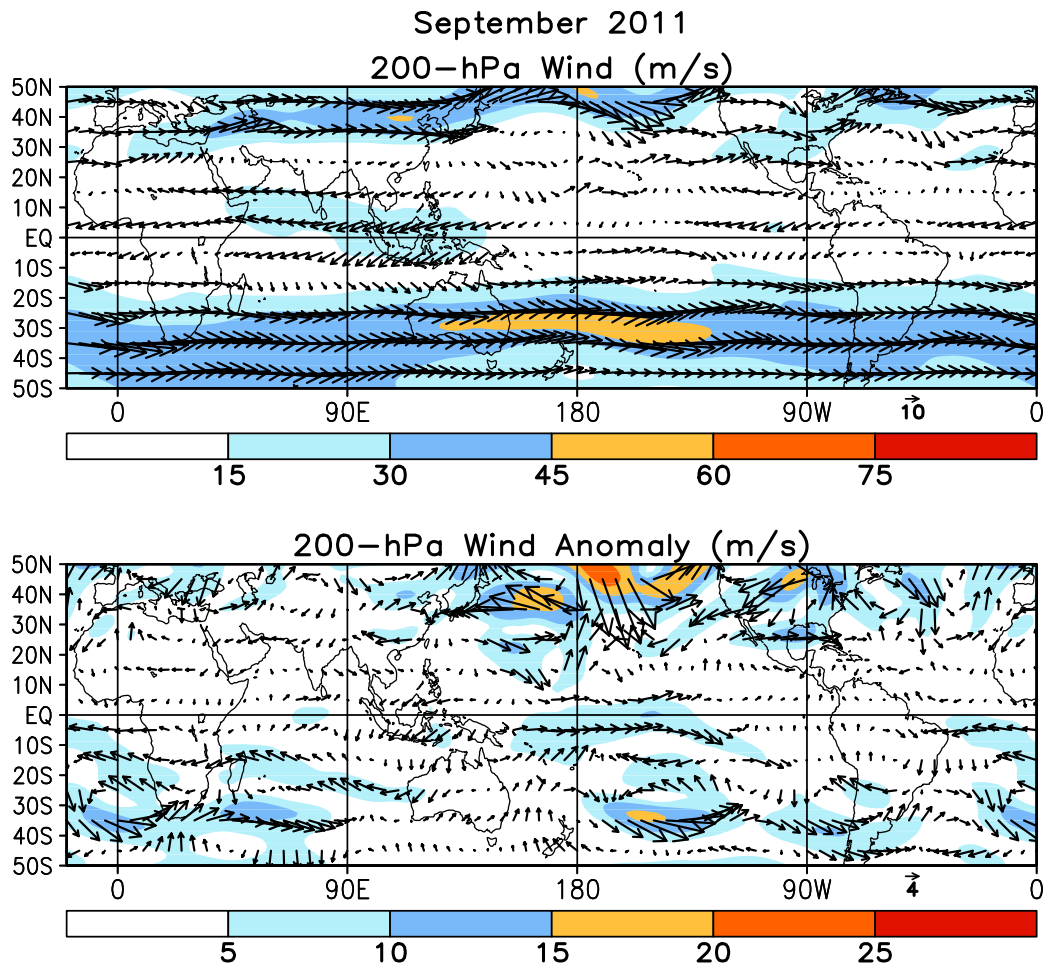 September 2011
200-hPa Wind (m/s)
50N
40N
30N
20N
10N
EQ
10S
20S
30S
40S
50S
0 90E 180 90W 0
10
15 30 45 60 75
200-hPa Wind Anomaly (m/s)
50N
40N
30N
20N
10N
EQ
10S
20S
30S
40S
50S
0 90E 180 90W 0
4
5 10 15 20 25